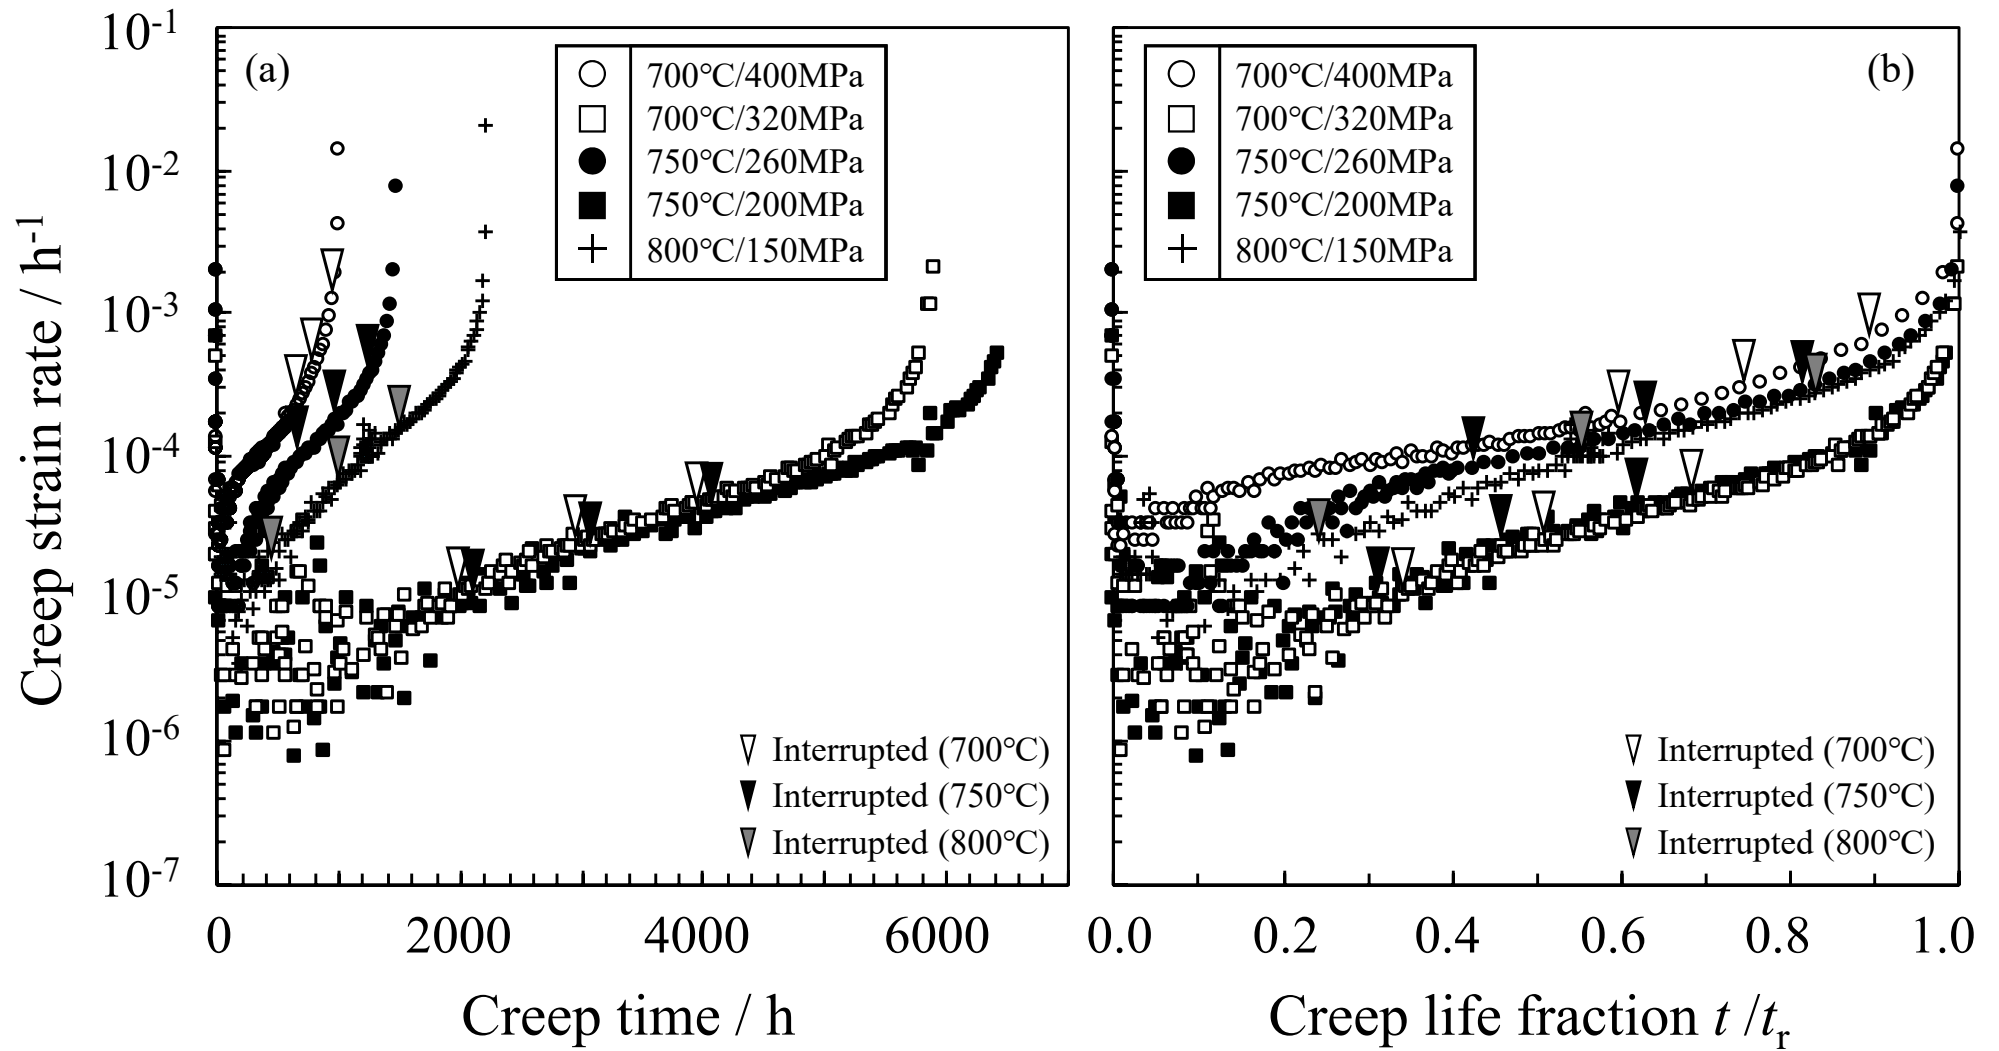 Creep strain rate / h-1
10-1
10-2
10-3
10-4
10-5
10-6
10-7
(a)
700℃/400MPa
700℃/320MPa
750℃/260MPa
750℃/200MPa
800℃/150MPa
Interrupted (700℃)
Interrupted (750℃)
Interrupted (800℃)
0 2000 4000 6000
Creep time / h
(b)
700℃/400MPa
700℃/320MPa
750℃/260MPa
750℃/200MPa
800℃/150MPa
Interrupted (700℃)
Interrupted (750℃)
Interrupted (800℃)
0.0 0.2 0.4 0.6 0.8 1.0
Creep life fraction t /tr